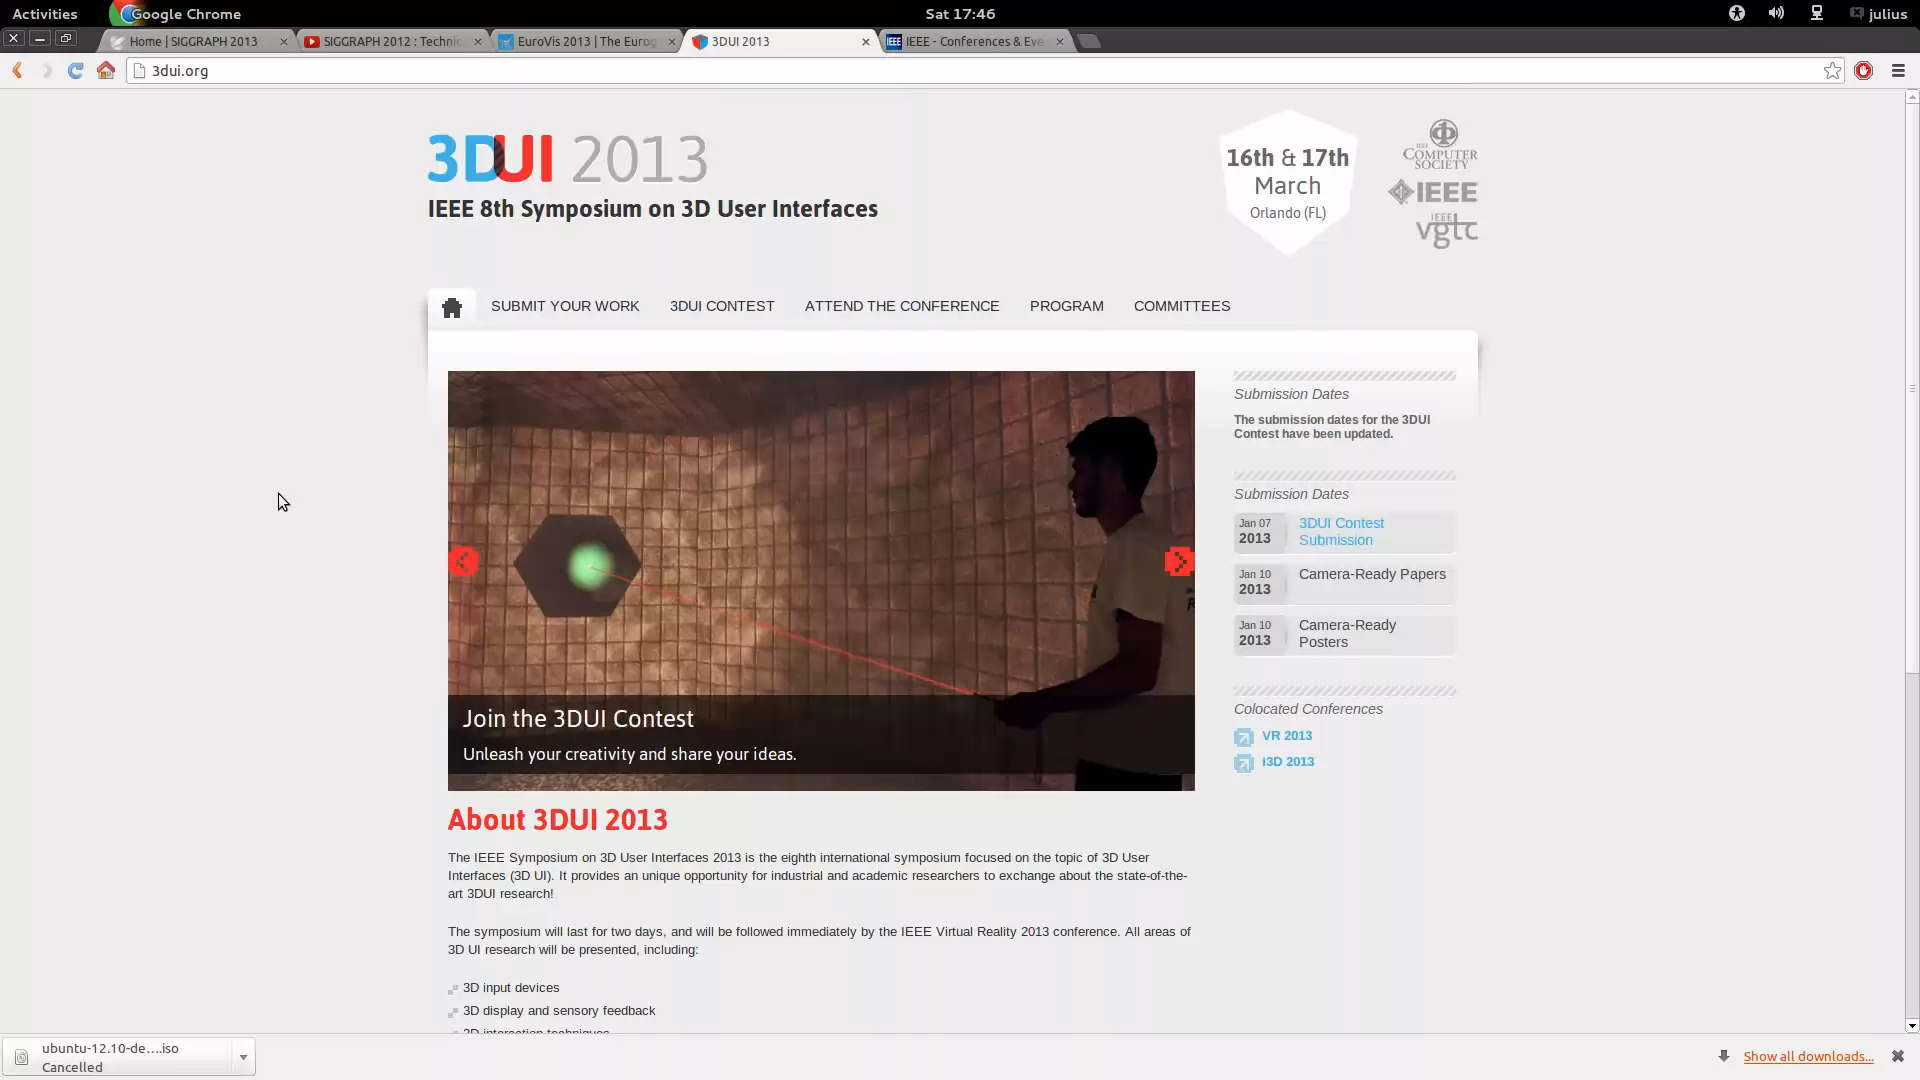 Activities
Google Chrome
Sat 17:46
julius
Home | SIGGRAPH 2013
SIGGRAPH 2012 : Technic
EuroVis 2013 | The Eurog
3DUI 2013
IEEE - Conferences & Eve
3dui.org
3DUI 2013
IEEE 8th Symposium on 3D User Interfaces
16th & 17th
March
Orlando (FL)
IEEE
COMPUTER
SOCIETY
IEEE
IEEE
vgtc
SUBMIT YOUR WORK
3DUI CONTEST
ATTEND THE CONFERENCE
PROGRAM
COMMITTEES
Join the 3DUI Contest
Unleash your creativity and share your ideas.
Submission Dates
The submission dates for the 3DUI
Contest have been updated.
Submission Dates
Jan 07
2013
3DUI Contest
Submission
Jan 10
2013
Camera-Ready Papers
Jan 10
2013
Camera-Ready
Posters
Colocated Conferences
VR 2013
i3D 2013
About 3DUI 2013
The IEEE Symposium on 3D User Interfaces 2013 is the eighth international symposium focused on the topic of 3D User
Interfaces (3D UI). It provides an unique opportunity for industrial and academic researchers to exchange about the state-of-the-
art 3DUI research!
The symposium will last for two days, and will be followed immediately by the IEEE Virtual Reality 2013 conference. All areas of
3D UI research will be presented, including:
3D input devices
3D display and sensory feedback
3D interaction techniques
ubuntu-12.10-de....iso
Cancelled
Show all downloads...